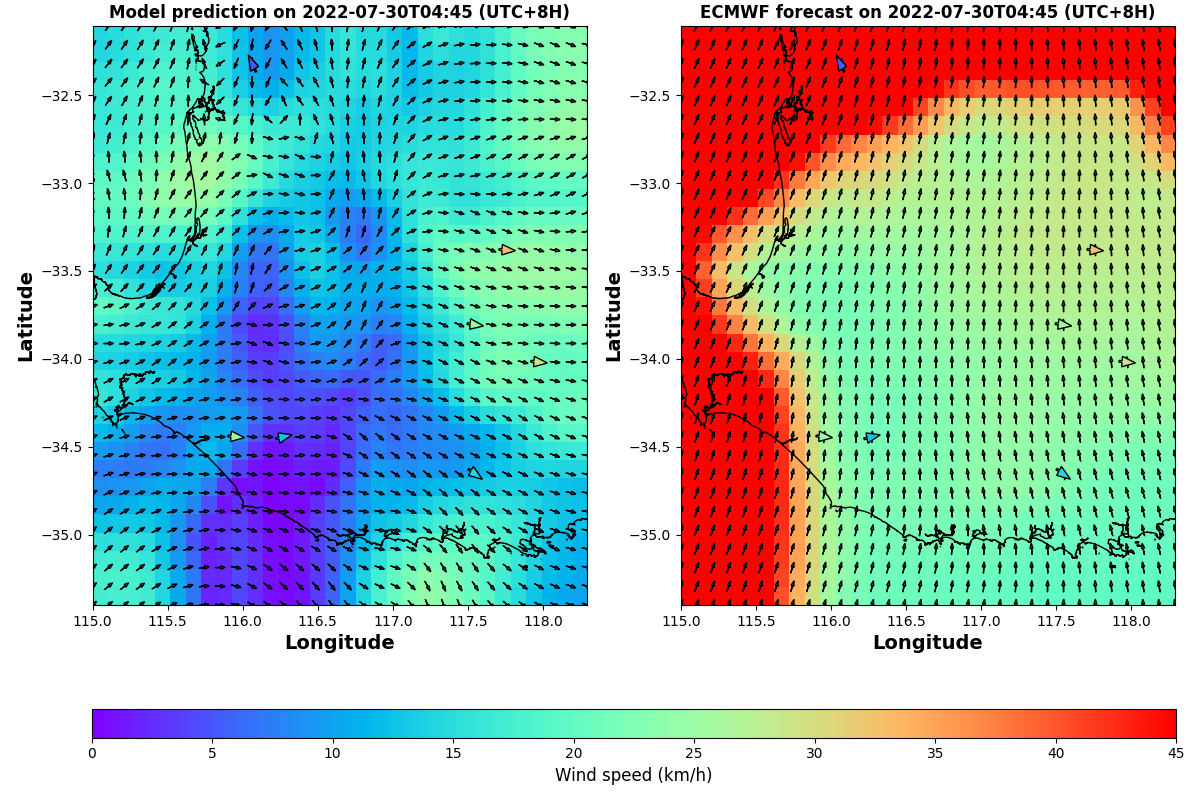 Model prediction on 2022-07-30T04:45 (UTC+8H)
ECMWF forecast on 2022-07-30T04:45 (UTC+8H)
Latitude
−32.5
−33.0
−33.5
−34.0
−34.5
−35.0
115.0 115.5 116.0 116.5 117.0 117.5 118.0
Longitude
Latitude
−32.5
−33.0
−33.5
−34.0
−34.5
−35.0
115.0 115.5 116.0 116.5 117.0 117.5 118.0
Longitude
0 5 10 15 20 25 30 35 40 45
Wind speed (km/h)